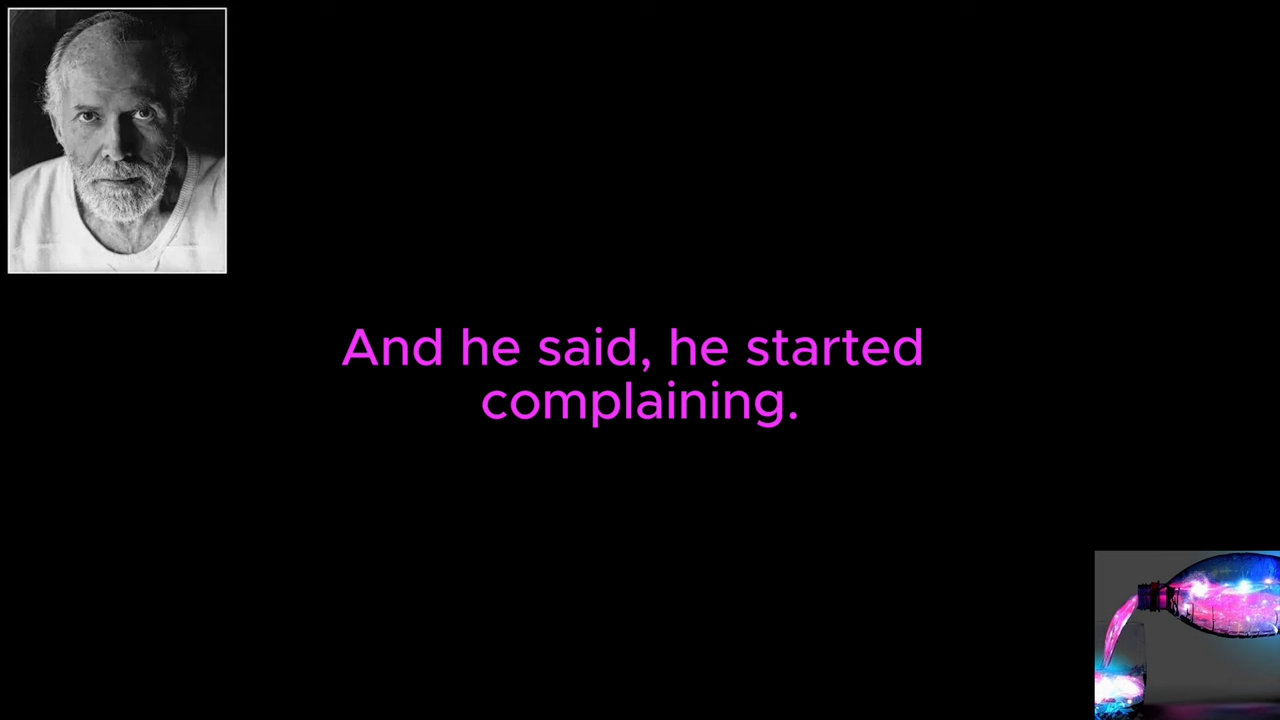 And he said, he started
complaining.